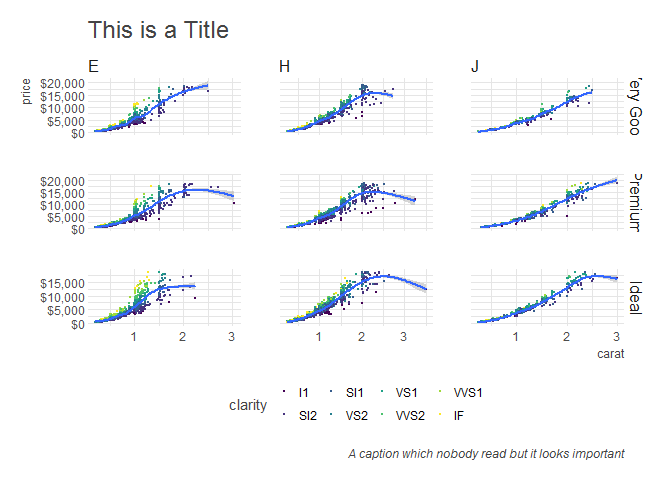 This is a Title
E H J
price
$20,000
$15,000
$10,000
$5,000
$0
$20,000
$15,000
$10,000
$5,000
$0
$15,000
$10,000
$5,000
$0
Premium
Ideal
1 2 3 1 2 3 1 2 3
carat
clarity
I1 SI1 VS1 VVS1
SI2 VS2 VVS2 IF
A caption which nobody read but it looks important